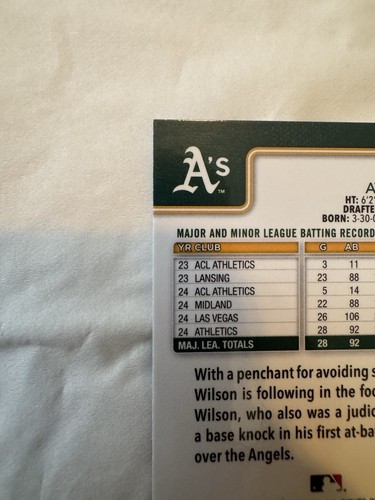 A's™
HT: 6'2"
DRAFTE
BORN: 3-30-0
MAJOR AND MINOR LEAGUE BATTING RECORD
YR CLUB G AB
23 ACL ATHLETICS 3 11
23 LANSING 23 88
24 ACL ATHLETICS 5 14
24 MIDLAND 22 88
24 LAS VEGAS 26 106
24 ATHLETICS 28 92
MAJ. LEA. TOTALS 28 92
With a penchant for avoiding s
Wilson is following in the foo
Wilson, who also was a judic
a base knock in his first at-ba
over the Angels.